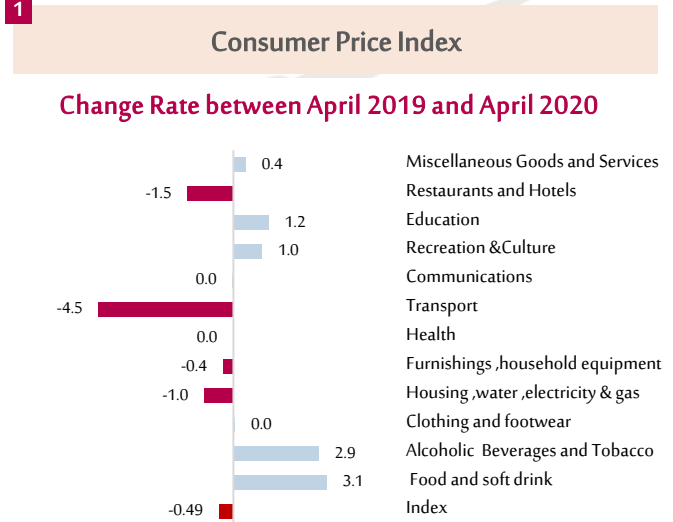 1
Consumer Price Index
Change Rate between April 2019 and April 2020
0.4 Miscellaneous Goods and Services
-1.5 Restaurants and Hotels
1.2 Education
1.0 Recreation &Culture
0.0 Communications
-4.5 Transport
0.0 Health
-0.4 Furnishings ,household equipment
-1.0 Housing ,water ,electricity & gas
0.0 Clothing and footwear
2.9 Alcoholic Beverages and Tobacco
3.1 Food and soft drink
-0.49 Index